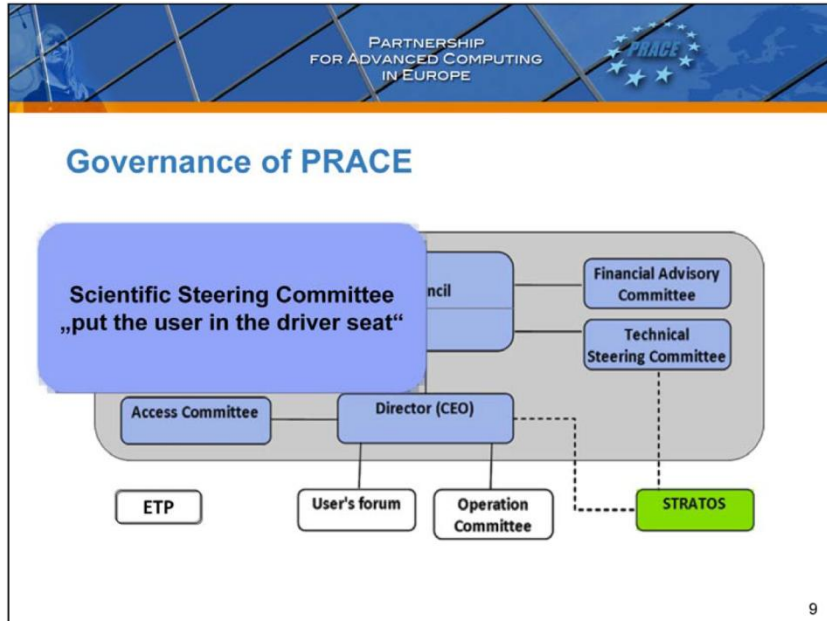 PARTNERSHIP
FOR ADVANCED COMPUTING
IN EUROPE
PRACE
Governance of PRACE
Scientific Steering Committee
„put the user in the driver seat“
ncil
Financial Advisory
Committee
Technical
Steering Committee
Access Committee
Director (CEO)
ETP
User's forum
Operation
Committee
STRATOS
9